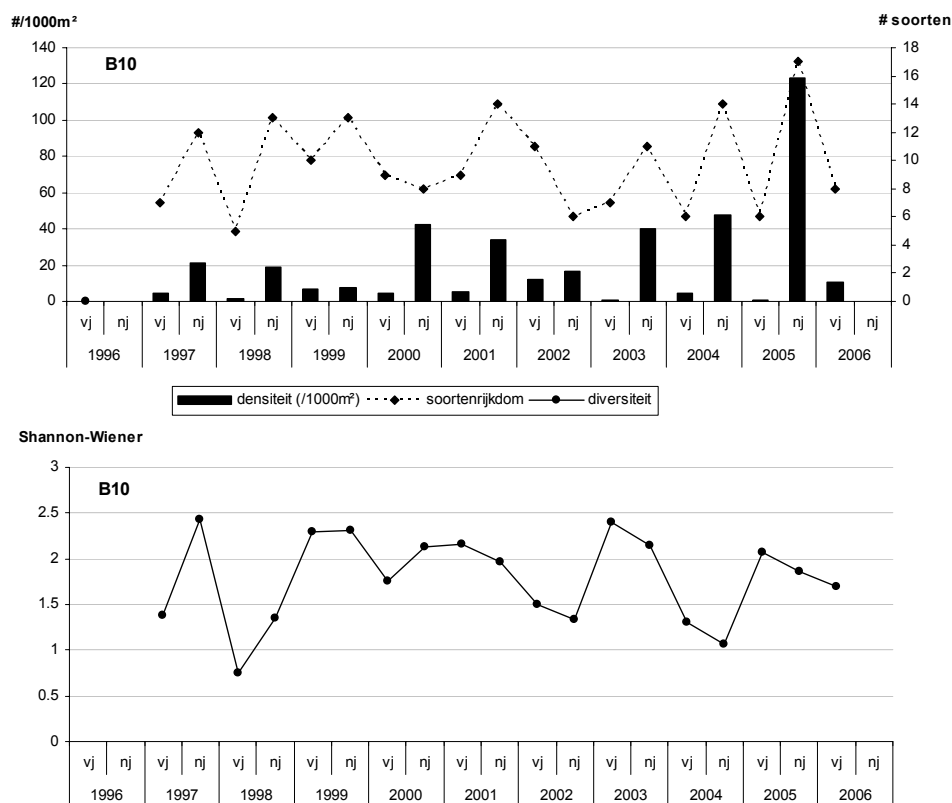 #/1000m²
# soorten
B10
140
120
100
80
60
40
20
0
18
16
14
12
10
8
6
4
2
0
vj nj vj nj vj nj vj nj vj nj vj nj vj nj vj nj vj nj vj nj vj nj
1996 1997 1998 1999 2000 2001 2002 2003 2004 2005 2006
densiteit (/1000m²) soortenrijkdom diversiteit
Shannon-Wiener
B10
3
2.5
2
1.5
1
0.5
0
vj nj vj nj vj nj vj nj vj nj vj nj vj nj vj nj vj nj vj nj vj nj
1996 1997 1998 1999 2000 2001 2002 2003 2004 2005 2006